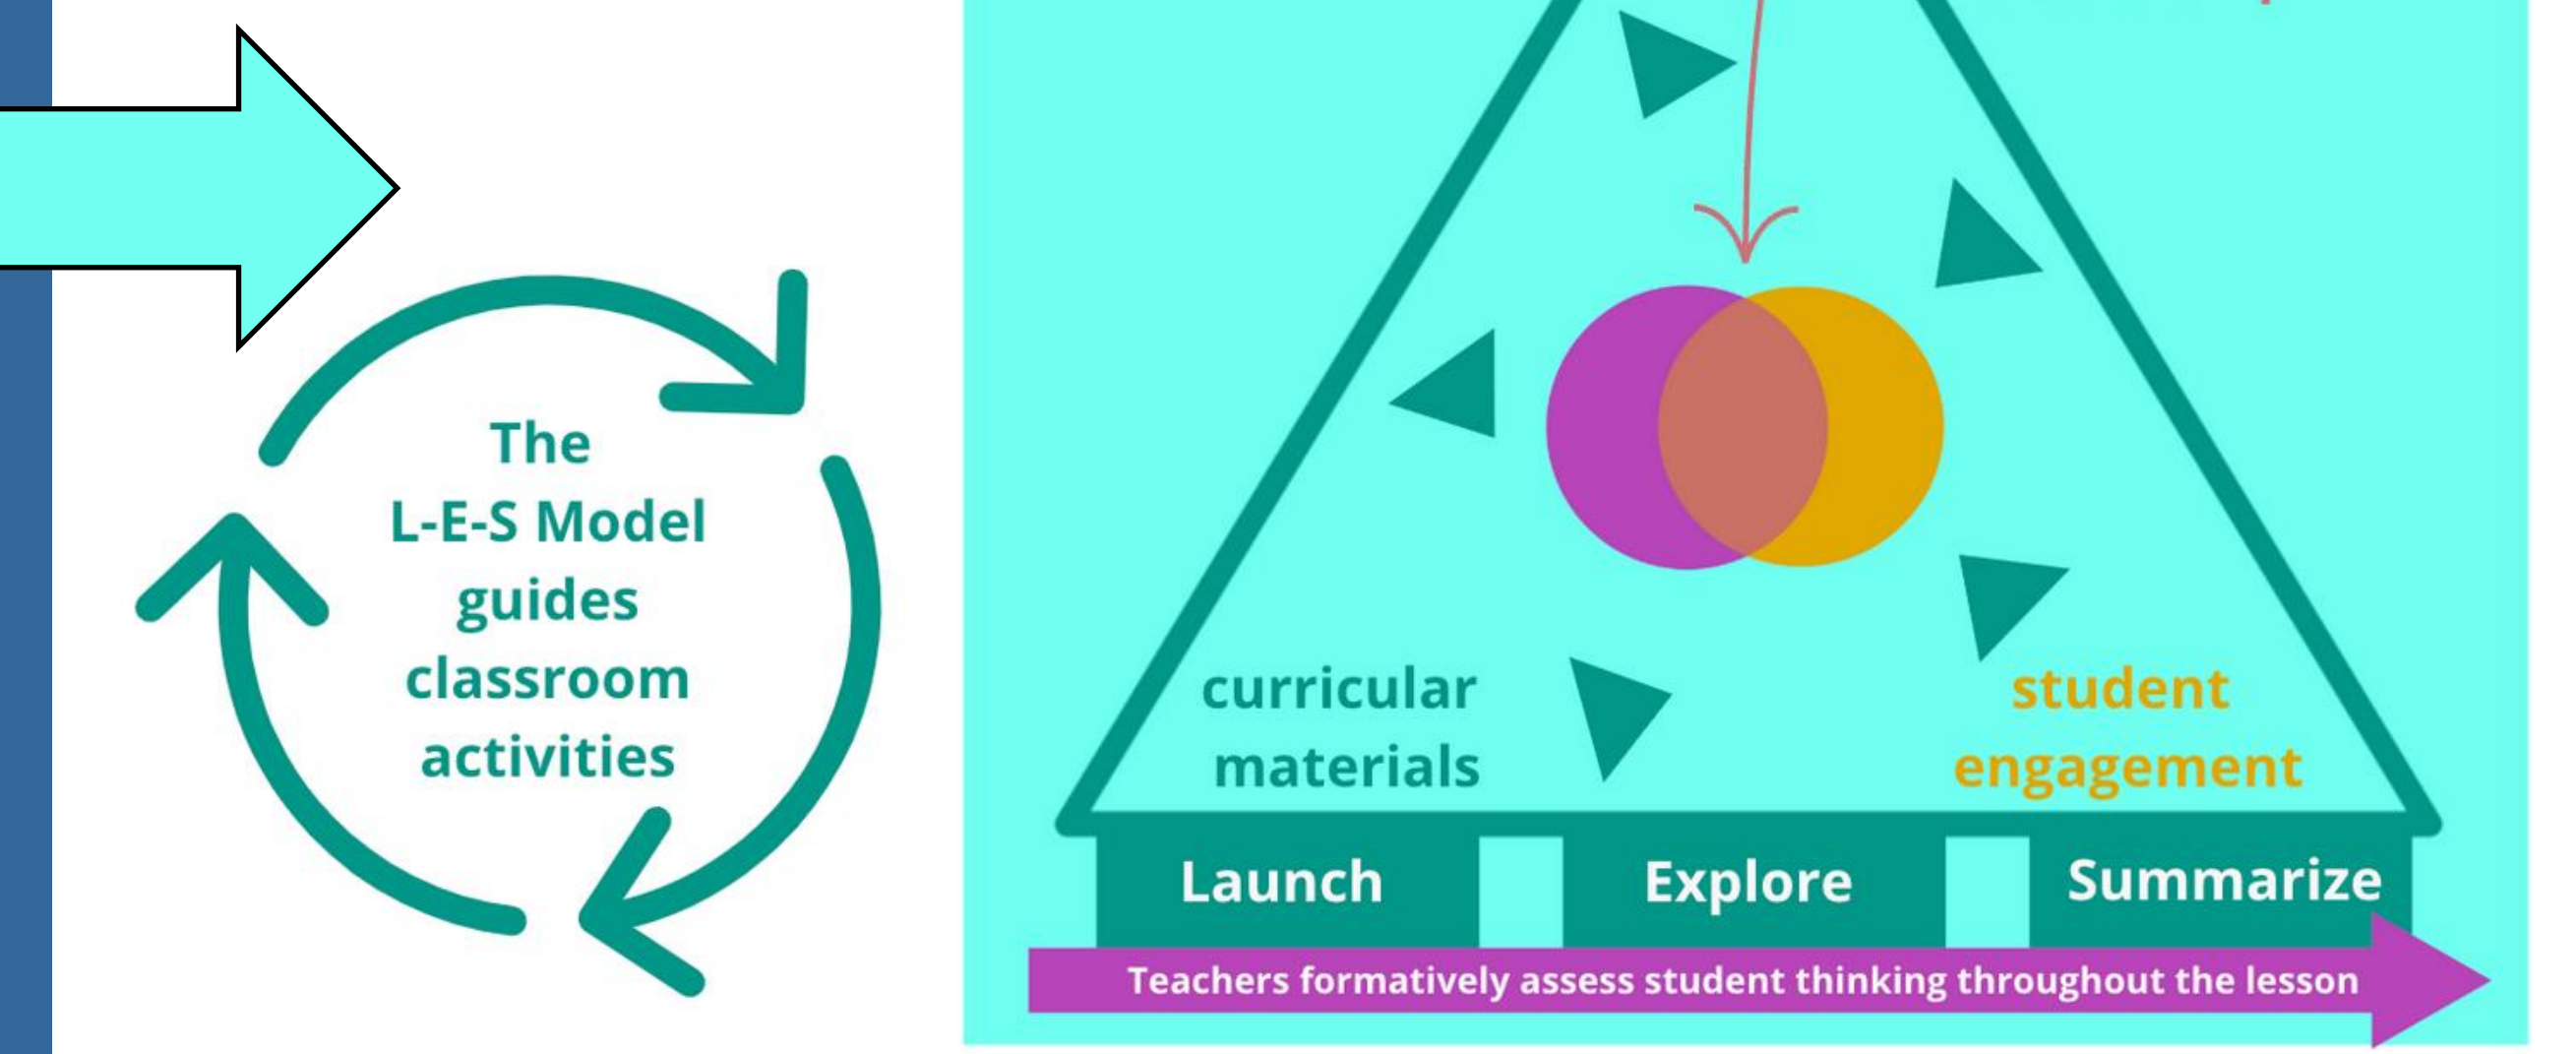 The
L-E-S Model
guides
classroom
activities
curricular
materials
student
engagement
Launch
Explore
Summarize
Teachers formatively assess student thinking throughout the lesson